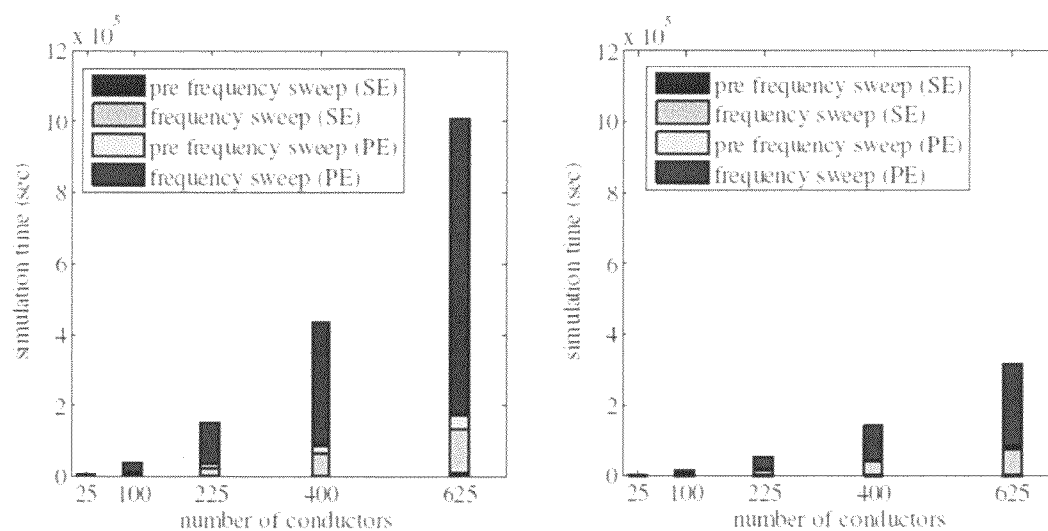 x 10^5
12
10
8
6
4
2
0
simulation time (sec)
pre frequency sweep (SE)
frequency sweep (SE)
pre frequency sweep (PE)
frequency sweep (PE)
25 100 225 400 625
number of conductors
x 10^5
12
10
8
6
4
2
0
simulation time (sec)
pre frequency sweep (SE)
frequency sweep (SE)
pre frequency sweep (PE)
frequency sweep (PE)
25 100 225 400 625
number of conductors